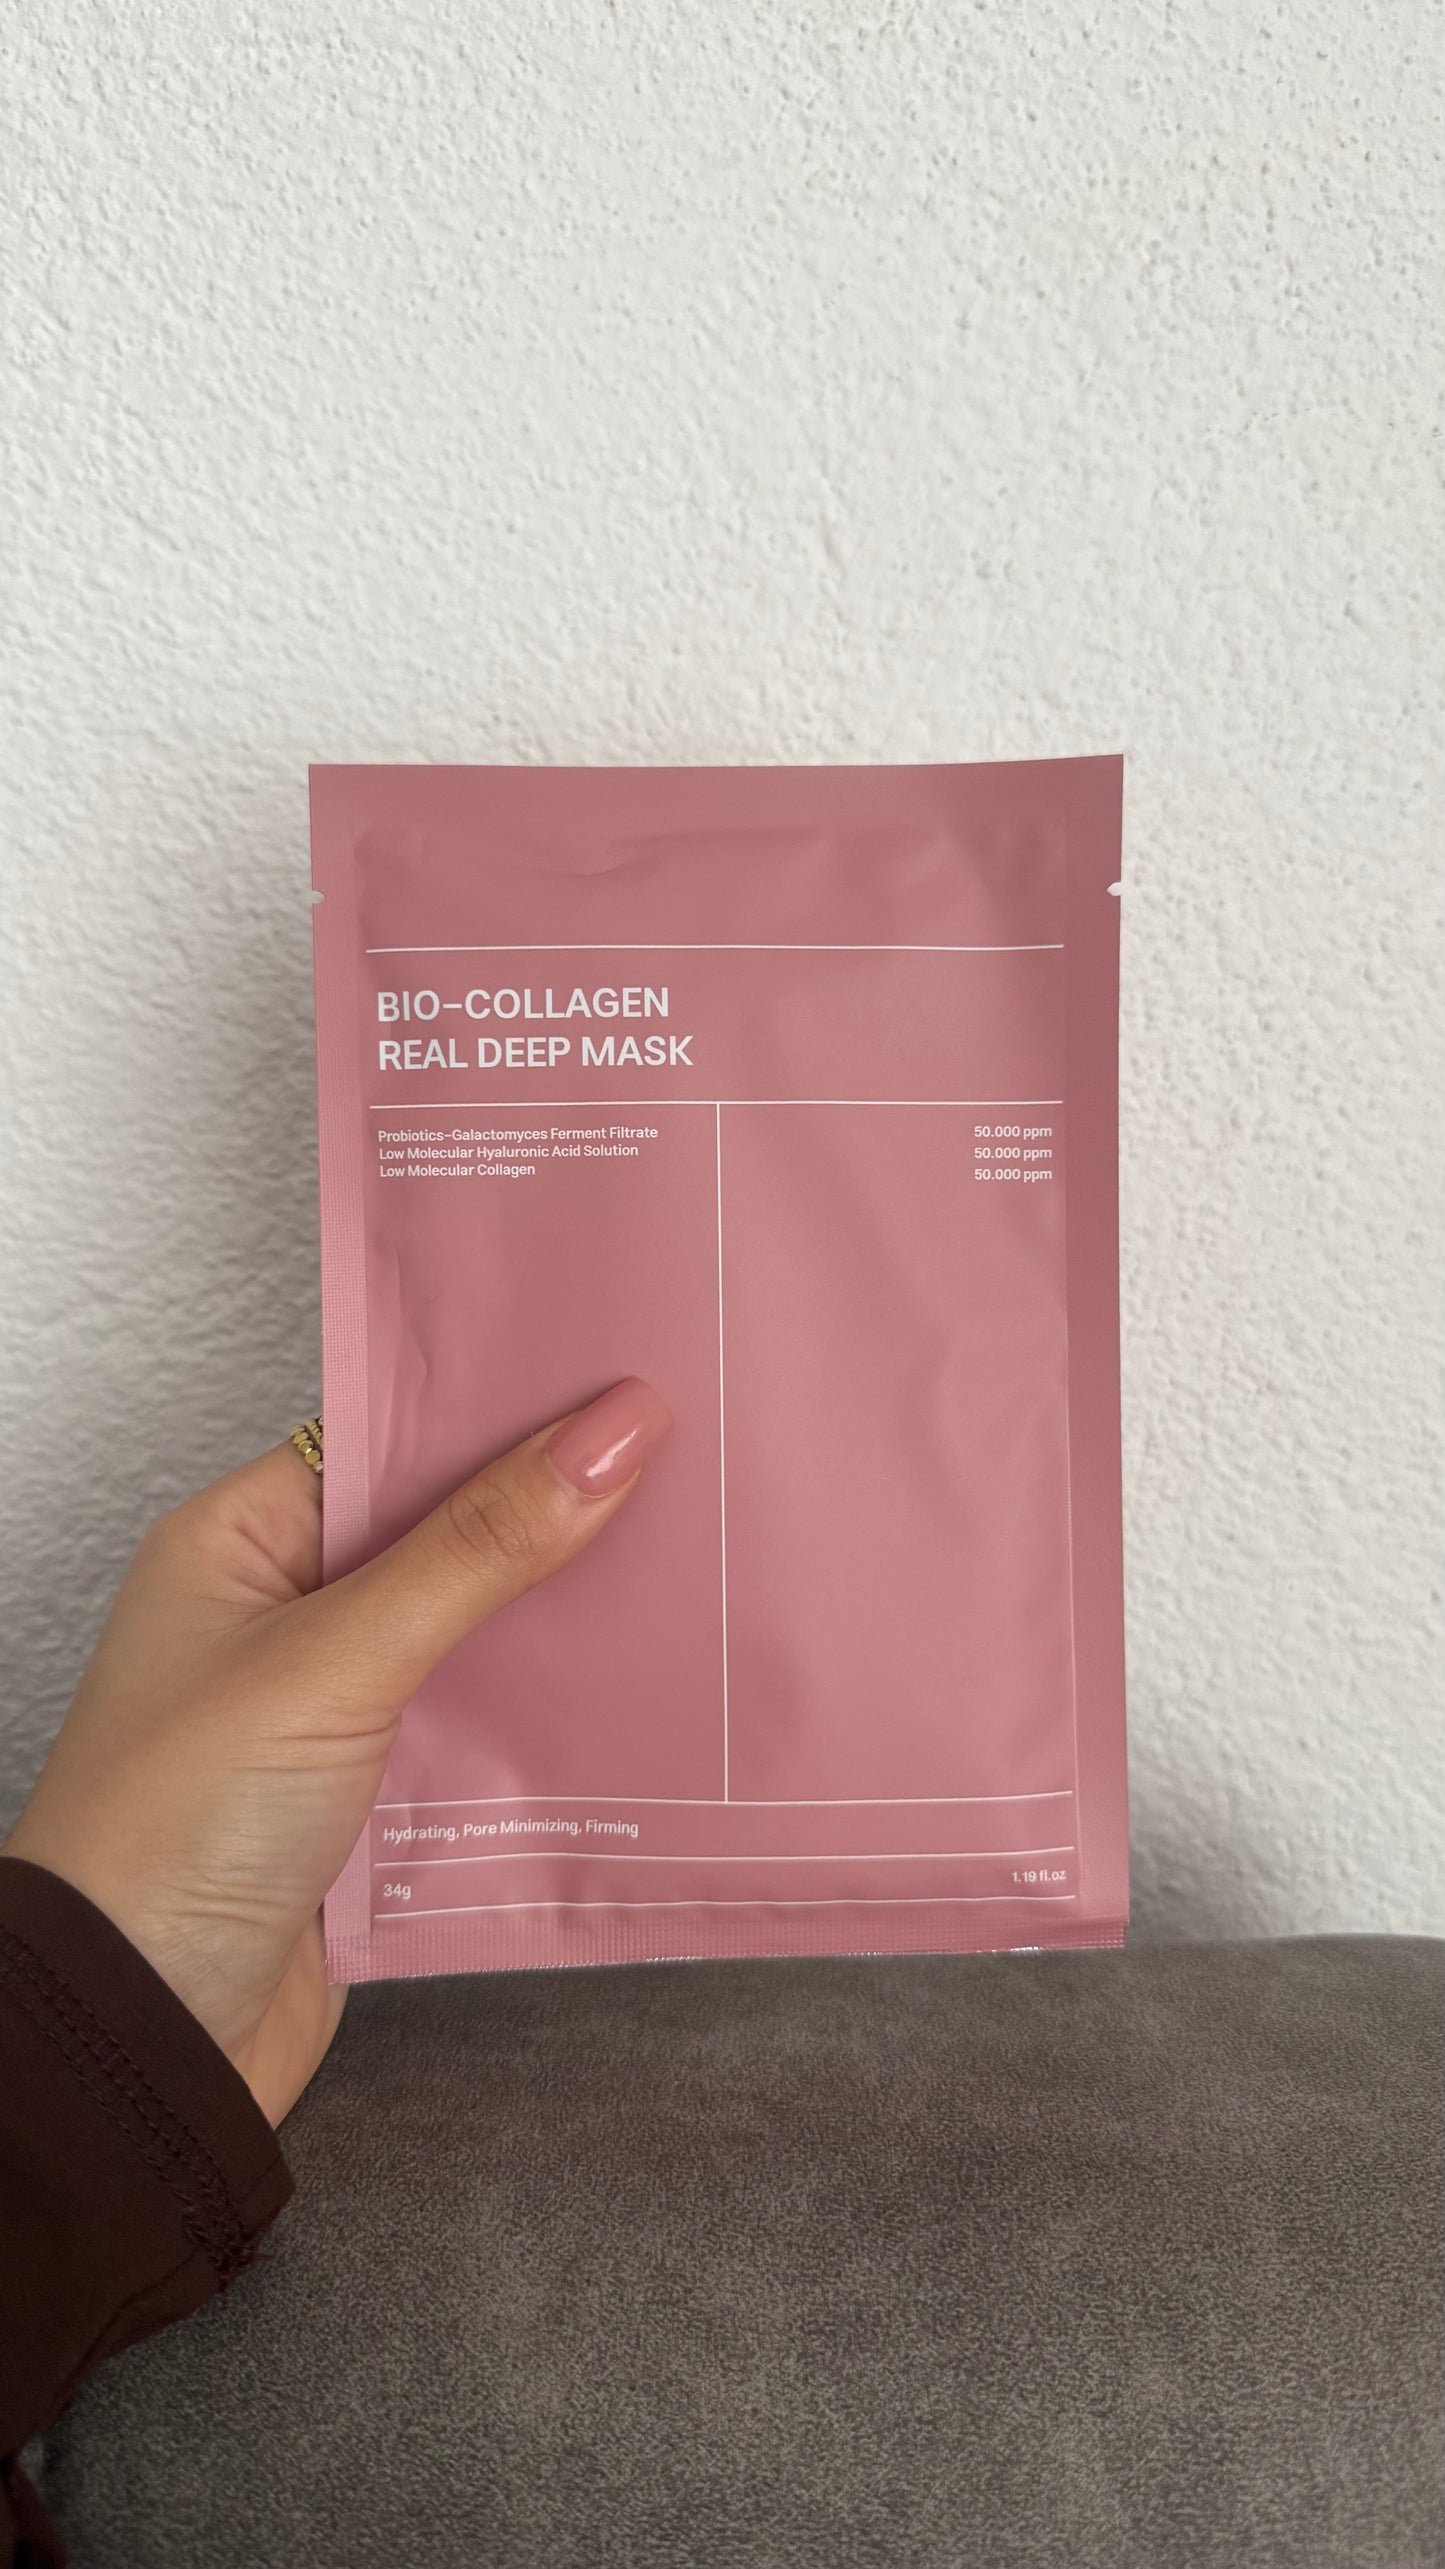 BIO-COLLAGEN
REAL DEEP MASK
Probiotics-Galactomyces Ferment Filtrate 50.000 ppm
Low Molecular Hyaluronic Acid Solution 50.000 ppm
Low Molecular Collagen 50.000 ppm
Hydrating, Pore Minimizing, Firming
34g 1.19 fl.oz